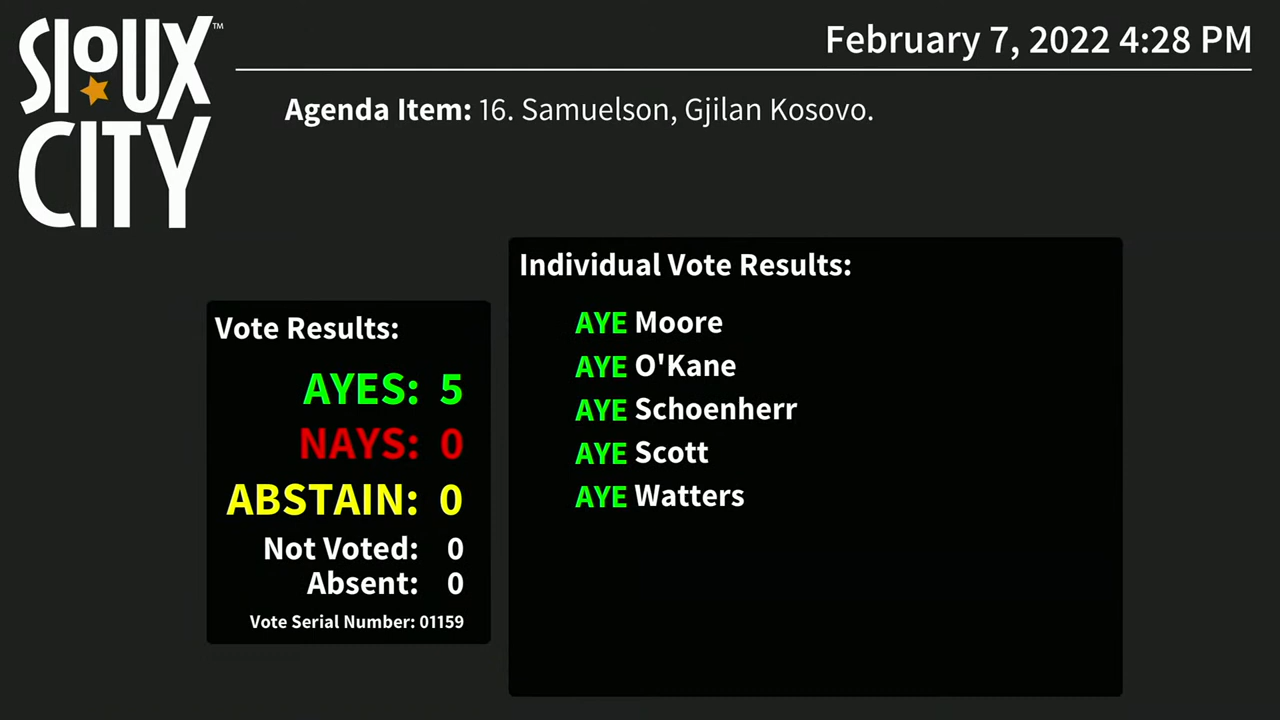 SIOUX
CITY
™
February 7, 2022 4:28 PM
Agenda Item: 16. Samuelson, Gjilan Kosovo.
Vote Results:
AYES: 5
NAYS: 0
ABSTAIN: 0
Not Voted: 0
Absent: 0
Vote Serial Number: 01159
Individual Vote Results:
AYE Moore
AYE O'Kane
AYE Schoenherr
AYE Scott
AYE Watters